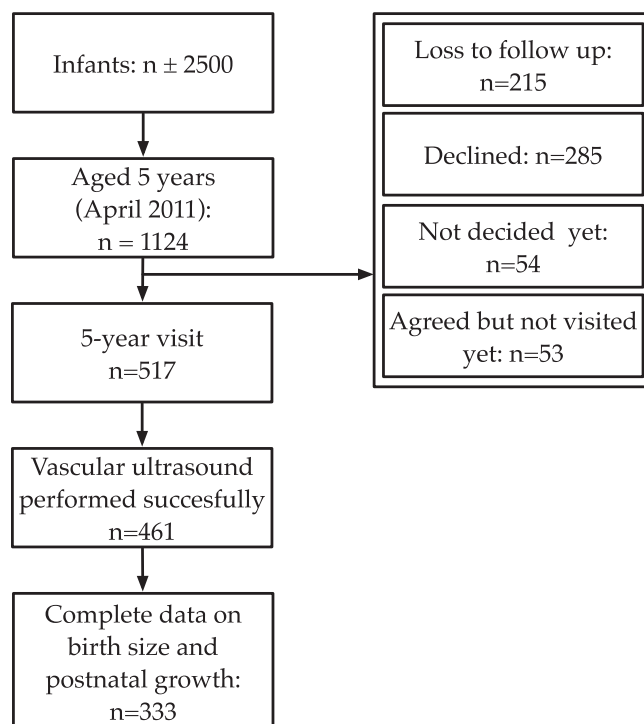 Infants: n ± 2500
Aged 5 years
(April 2011):
n = 1124
Loss to follow up:
n=215
Declined: n=285
Not decided yet:
n=54
Agreed but not visited
yet: n=53
5-year visit
n=517
Vascular ultrasound
performed succesfully
n=461
Complete data on
birth size and
postnatal growth:
n=333